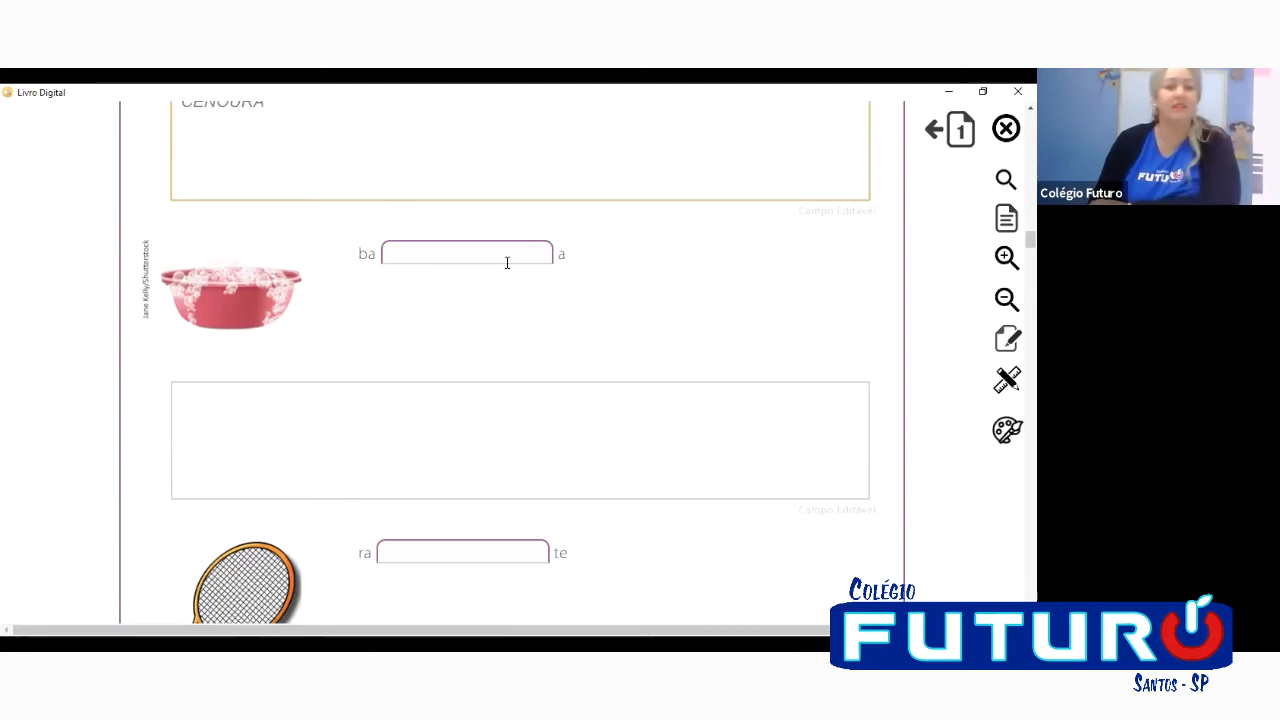 Livro Digital
CENOURA
Campo Editável
Jane Kelly/Shutterstock
ba
a
Campo Editável
ra
te
1
FUTURO
Colégio Futuro
COLÉGIO
FUTURO
SANTOS - SP